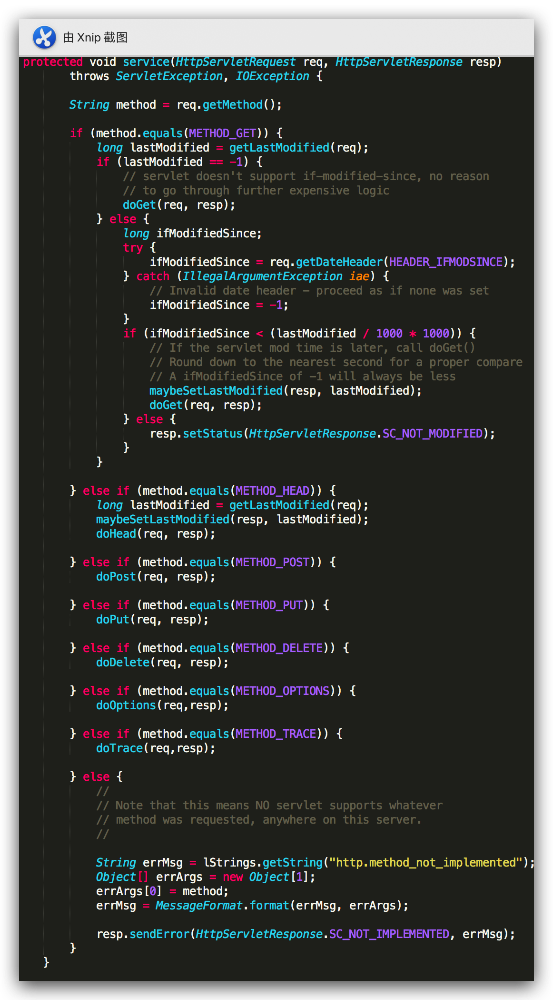 由 Xnip 截图
protected void service(HttpServletRequest req, HttpServletResponse resp)
throws ServletException, IOException {
String method = req.getMethod();
if (method.equals(METHOD_GET)) {
long lastModified = getLastModified(req);
if (lastModified == -1) {
// servlet doesn't support if-modified-since, no reason
// to go through further expensive logic
doGet(req, resp);
} else {
long ifModifiedSince;
try {
ifModifiedSince = req.getDateHeader(HEADER_IFMODSINCE);
} catch (IllegalArgumentException iae) {
// Invalid date header - proceed as if none was set
ifModifiedSince = -1;
}
if (ifModifiedSince < (lastModified / 1000 * 1000)) {
// If the servlet mod time is later, call doGet()
// Round down to the nearest second for a proper compare
// A ifModifiedSince of -1 will always be less
maybeSetLastModified(resp, lastModified);
doGet(req, resp);
} else {
resp.setStatus(HttpServletResponse.SC_NOT_MODIFIED);
}
}
} else if (method.equals(METHOD_HEAD)) {
long lastModified = getLastModified(req);
maybeSetLastModified(resp, lastModified);
doHead(req, resp);
} else if (method.equals(METHOD_POST)) {
doPost(req, resp);
} else if (method.equals(METHOD_PUT)) {
doPut(req, resp);
} else if (method.equals(METHOD_DELETE)) {
doDelete(req, resp);
} else if (method.equals(METHOD_OPTIONS)) {
doOptions(req,resp);
} else if (method.equals(METHOD_TRACE)) {
doTrace(req,resp);
} else {
//
// Note that this means NO servlet supports whatever
// method was requested, anywhere on this server.
//
String errMsg = lStrings.getString("http.method_not_implemented");
Object[] errArgs = new Object[1];
errArgs[0] = method;
errMsg = MessageFormat.format(errMsg, errArgs);
resp.sendError(HttpServletResponse.SC_NOT_IMPLEMENTED, errMsg);
}
}